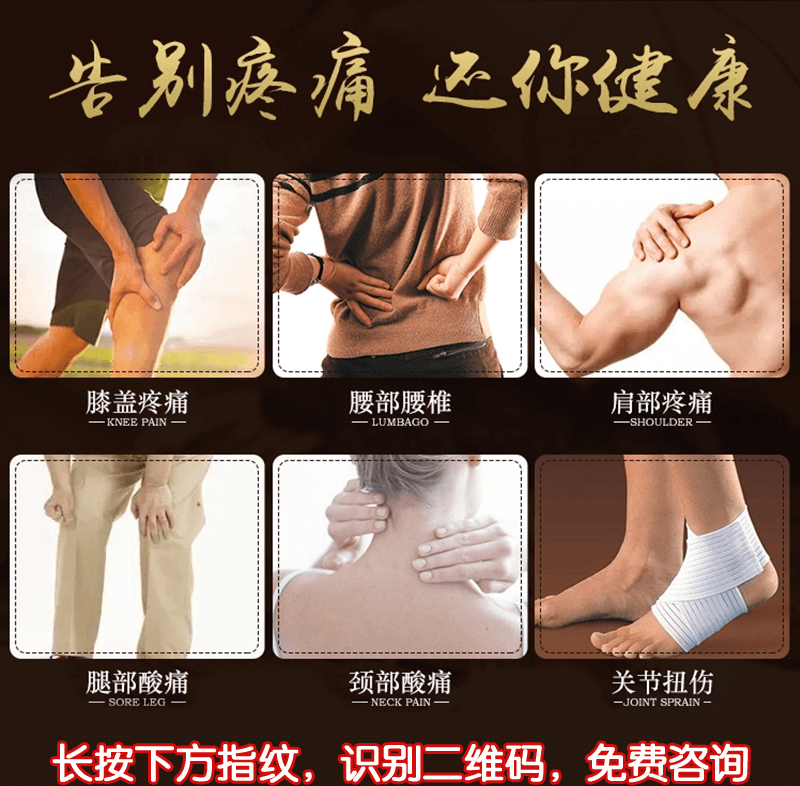 告别疼痛 还你健康
膝盖疼痛
KNEE PAIN
腰部腰椎
LUMBAGO
肩部疼痛
SHOULDER
腿部酸痛
SORE LEG
颈部酸痛
NECK PAIN
关节扭伤
JOINT SPRAIN
长按下方指纹，识别二维码，免费咨询